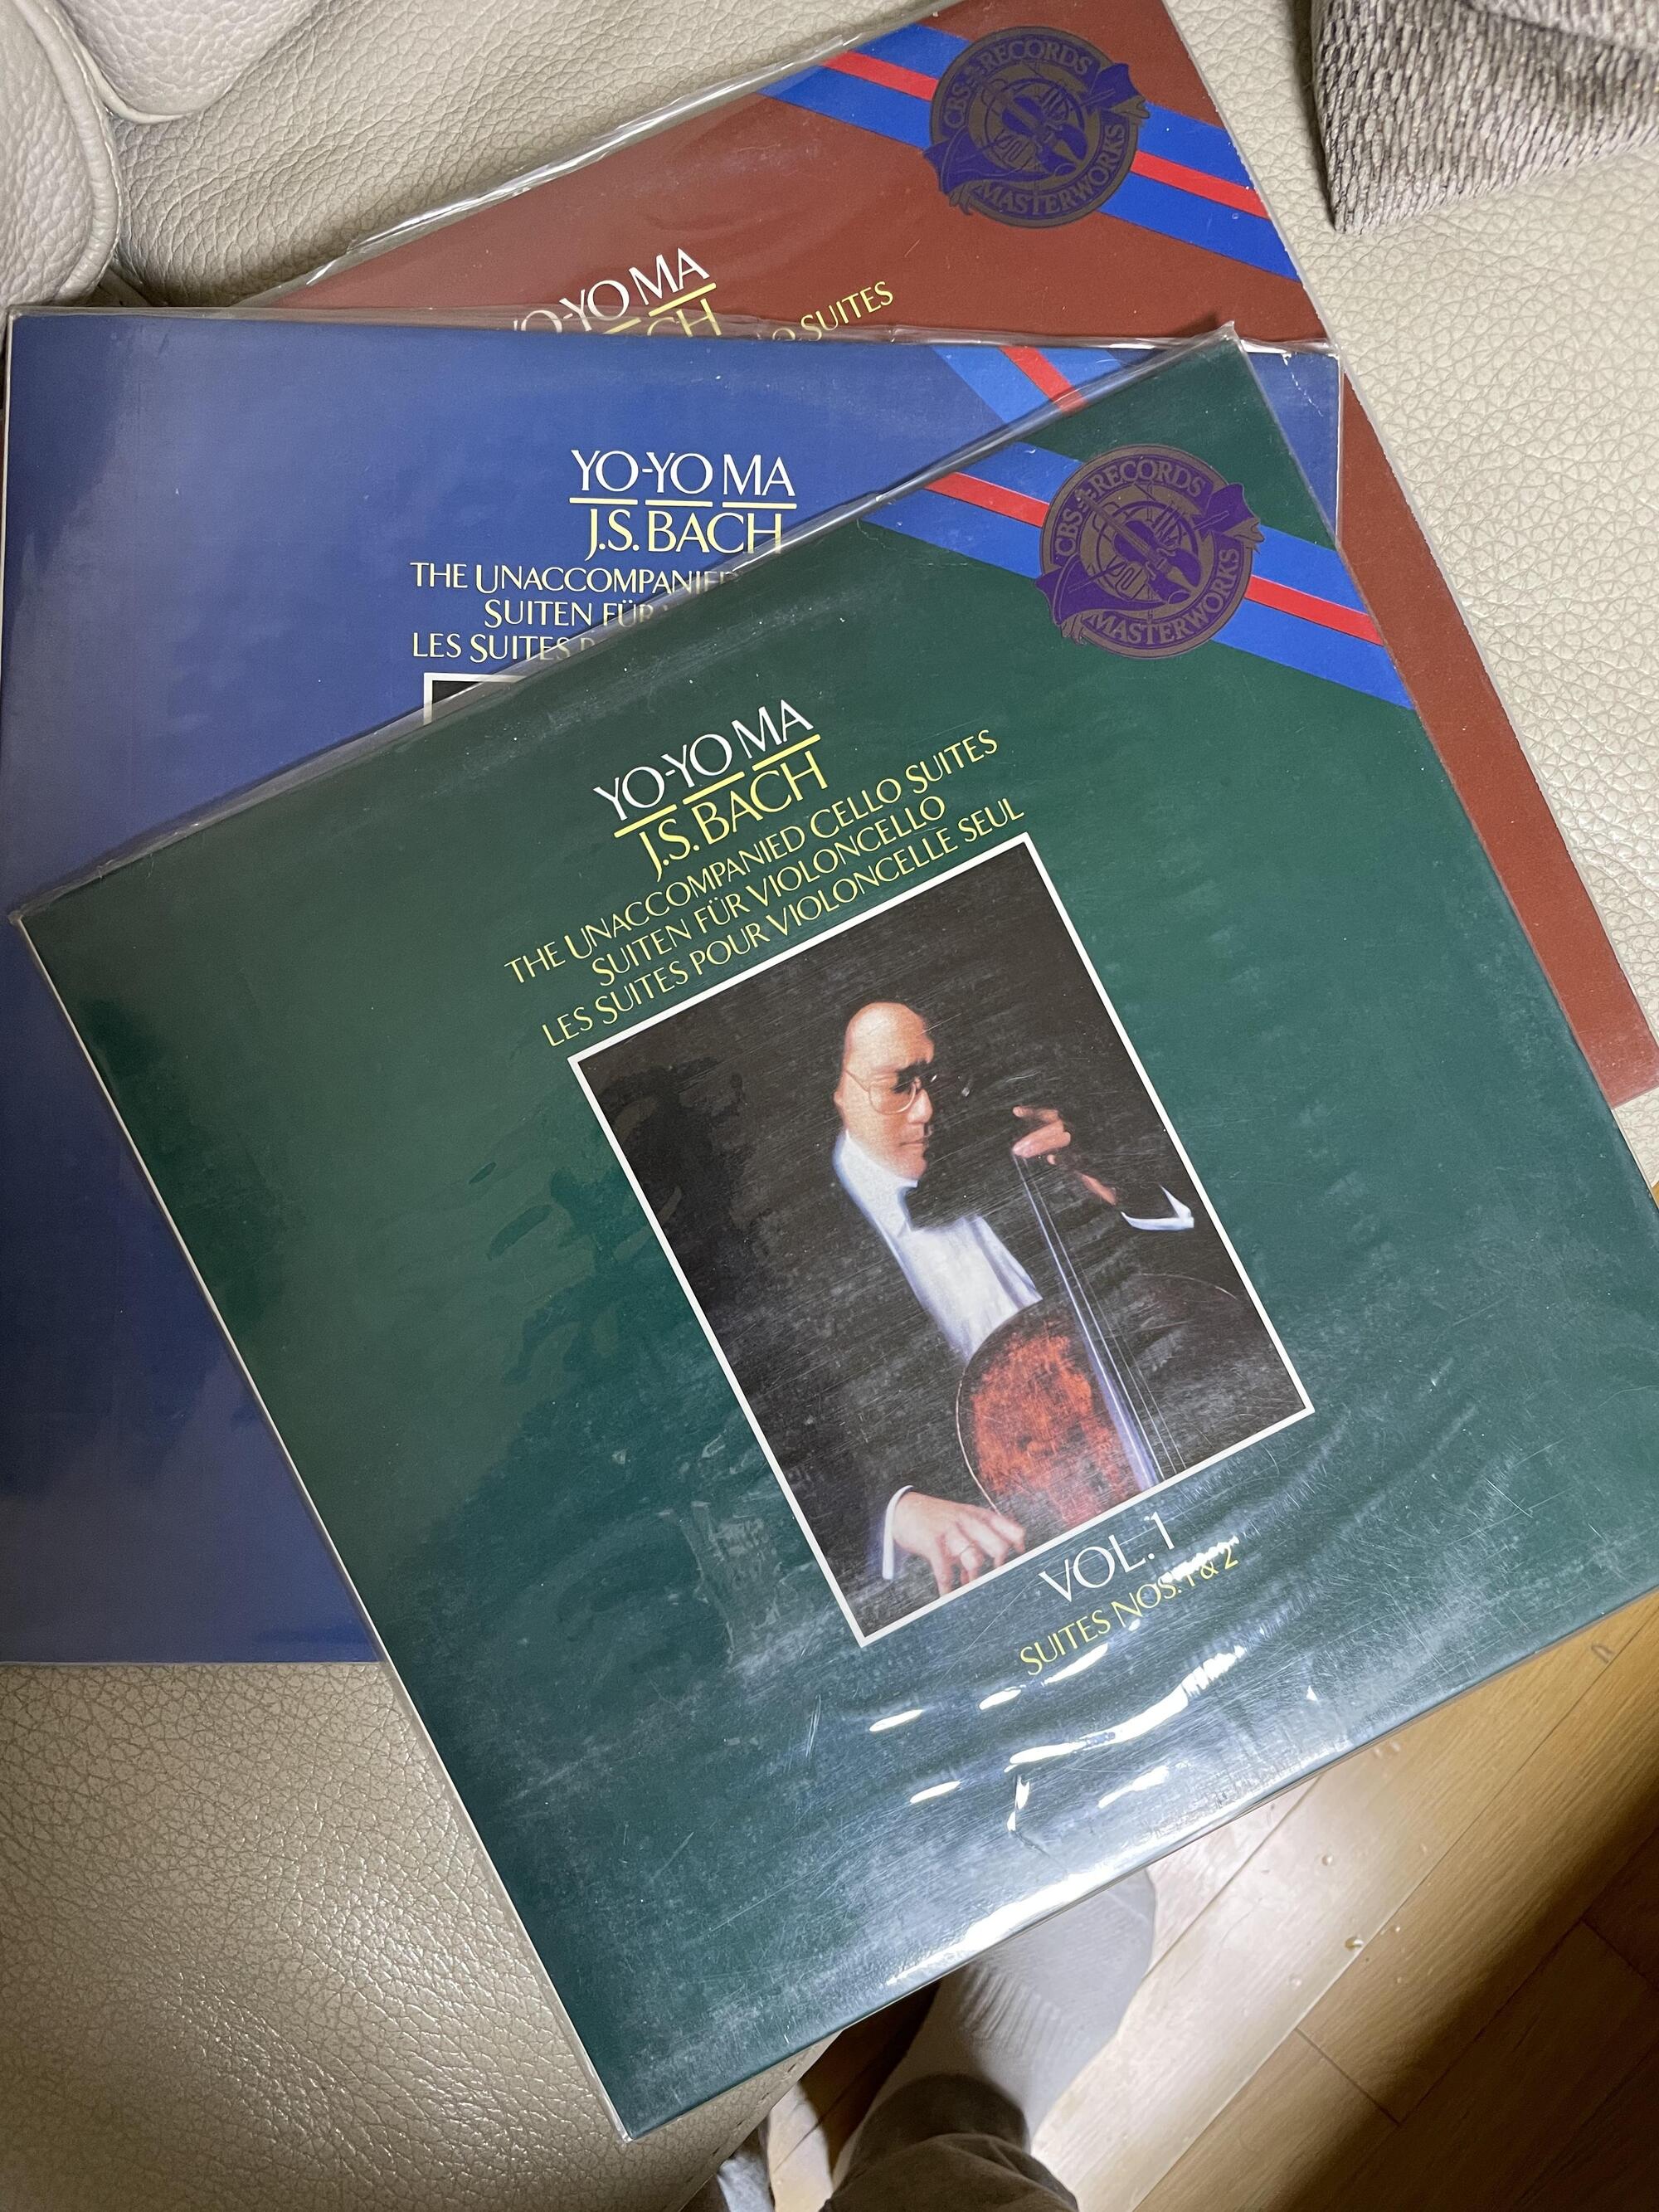 CBS RECORDS
MASTERWORKS
YO-YO MA
SUITES
YO-YO MA
J.S. BACH
THE UNACCOMPANIED
SUITEN FÜR
LES SUITES
CBS RECORDS
MASTERWORKS
YO-YO MA
J.S. BACH
THE UNACCOMPANIED CELLO SUITES
SUITEN FÜR VIOLONCELLO
LES SUITES POUR VIOLONCELLE SEUL
VOL. 1
SUITES NOS. 1 & 2